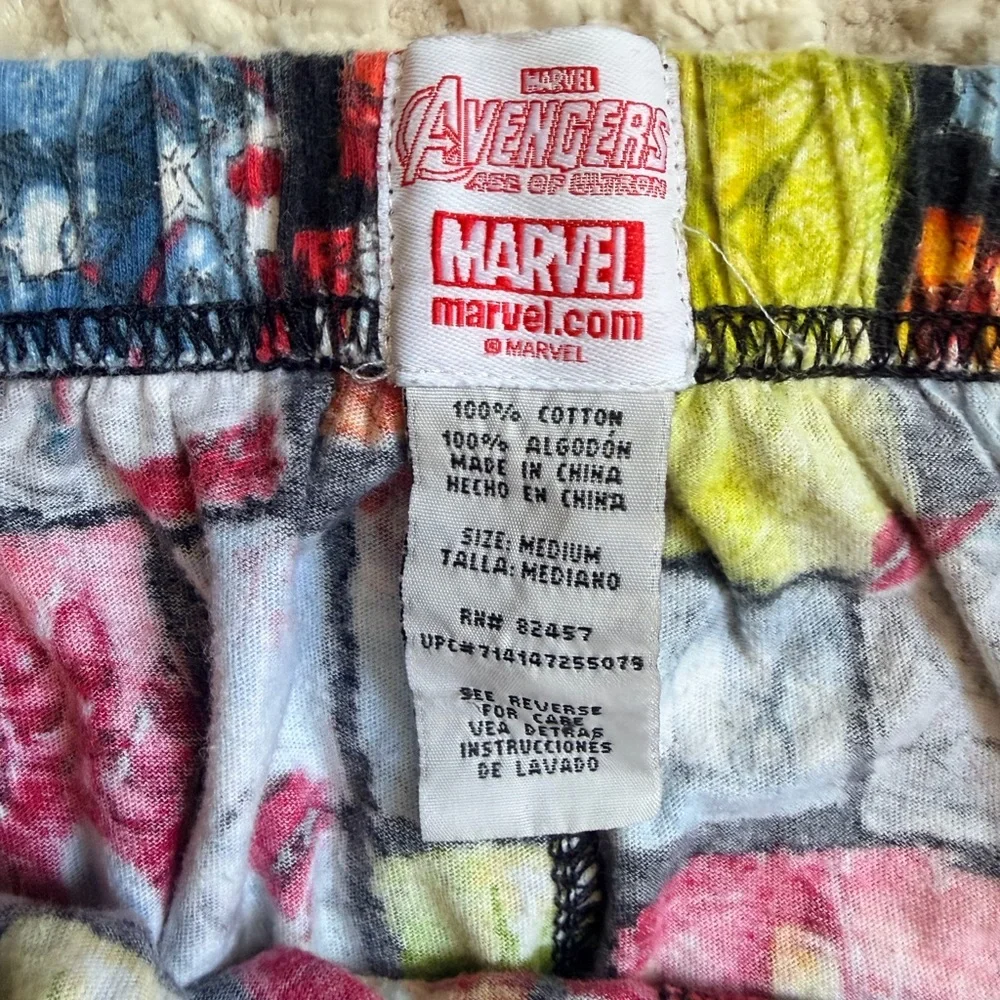 MARVEL
AVENGERS
AGE OF ULTRON
MARVEL
marvel.com
© MARVEL
100% COTTON
100% ALGODÓN
MADE IN CHINA
HECHO EN CHINA
SIZE: MEDIUM
TALLA: MEDIANO
RN# 82457
UPC#714147255079
SEE REVERSE
FOR CARE
VEA DETRAS
INSTRUCCIONES
DE LAVADO